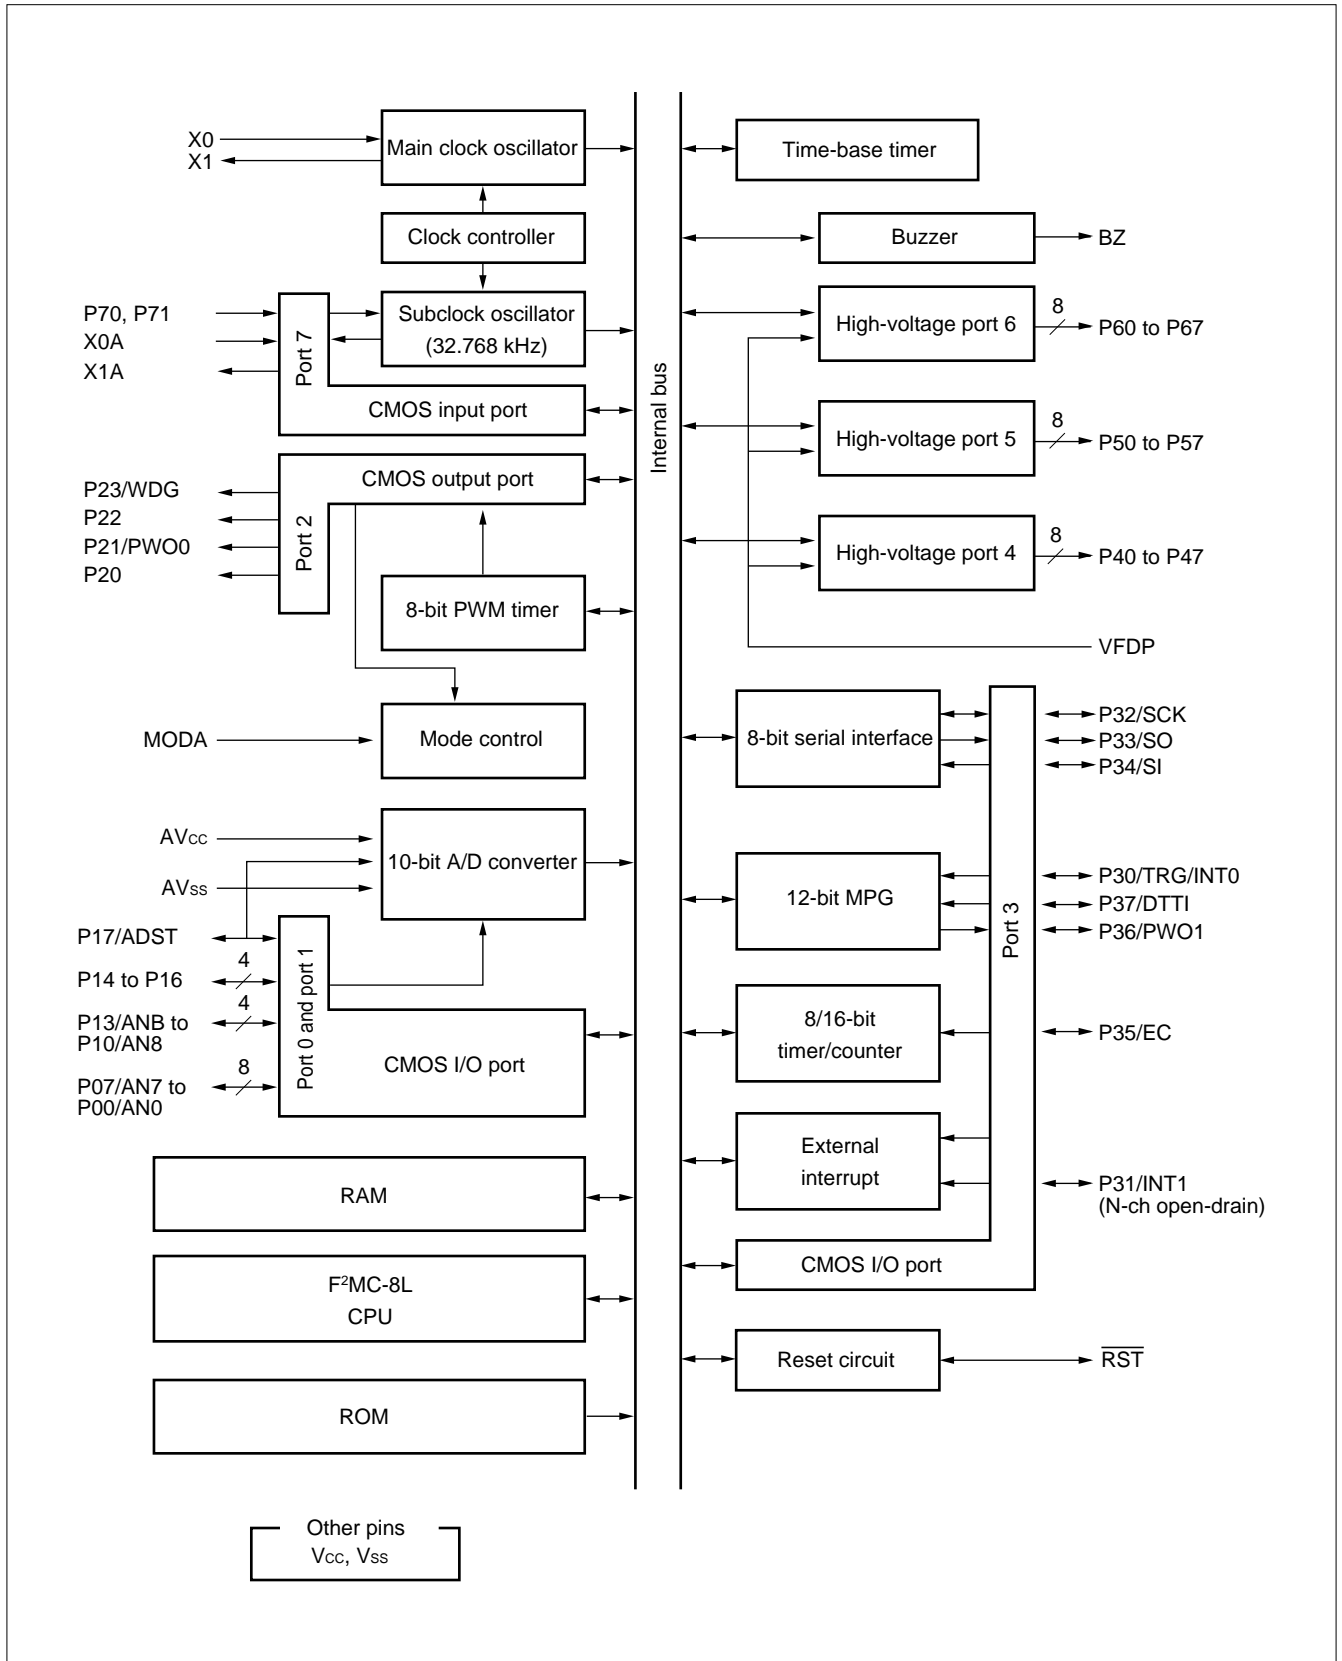 X0
X1
Main clock oscillator
Clock controller
P70, P71
X0A
X1A
Port 7
Subclock oscillator
(32.768 kHz)
CMOS input port
P23/WDG
P22
P21/PWO0
P20
Port 2
CMOS output port
8-bit PWM timer
MODA
Mode control
AVCC
AVSS
10-bit A/D converter
P17/ADST
P14 to P16
4
P13/ANB to
P10/AN8
4
P07/AN7 to
P00/AN0
8
Port 0 and port 1
CMOS I/O port
RAM
F²MC-8L
CPU
ROM
Other pins
VCC, VSS
Internal bus
Time-base timer
Buzzer
BZ
High-voltage port 6
8
P60 to P67
High-voltage port 5
8
P50 to P57
High-voltage port 4
8
P40 to P47
VFDP
8-bit serial interface
P32/SCK
P33/SO
P34/SI
12-bit MPG
Port 3
P30/TRG/INT0
P37/DTTI
P36/PWO1
8/16-bit
timer/counter
P35/EC
External
interrupt
P31/INT1
(N-ch open-drain)
CMOS I/O port
Reset circuit
RST